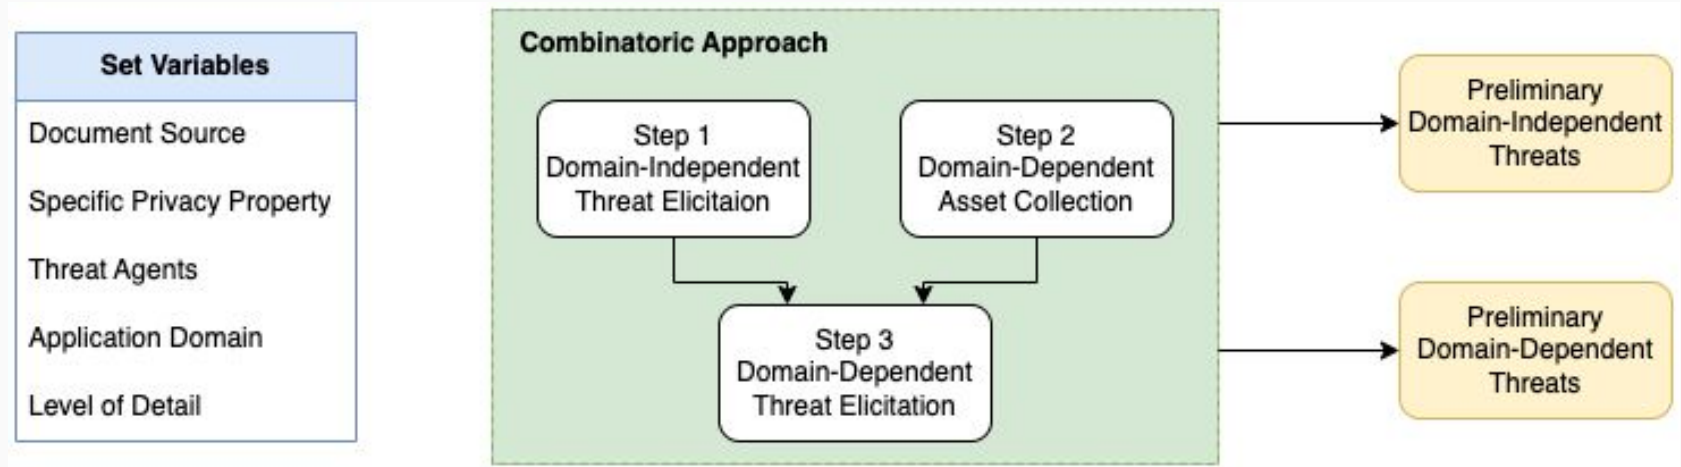 Set Variables
Document Source
Specific Privacy Property
Threat Agents
Application Domain
Level of Detail
Combinatoric Approach
Step 1
Domain-Independent
Threat Elicitaion
Step 2
Domain-Dependent
Asset Collection
Step 3
Domain-Dependent
Threat Elicitation
Preliminary
Domain-Independent
Threats
Preliminary
Domain-Dependent
Threats